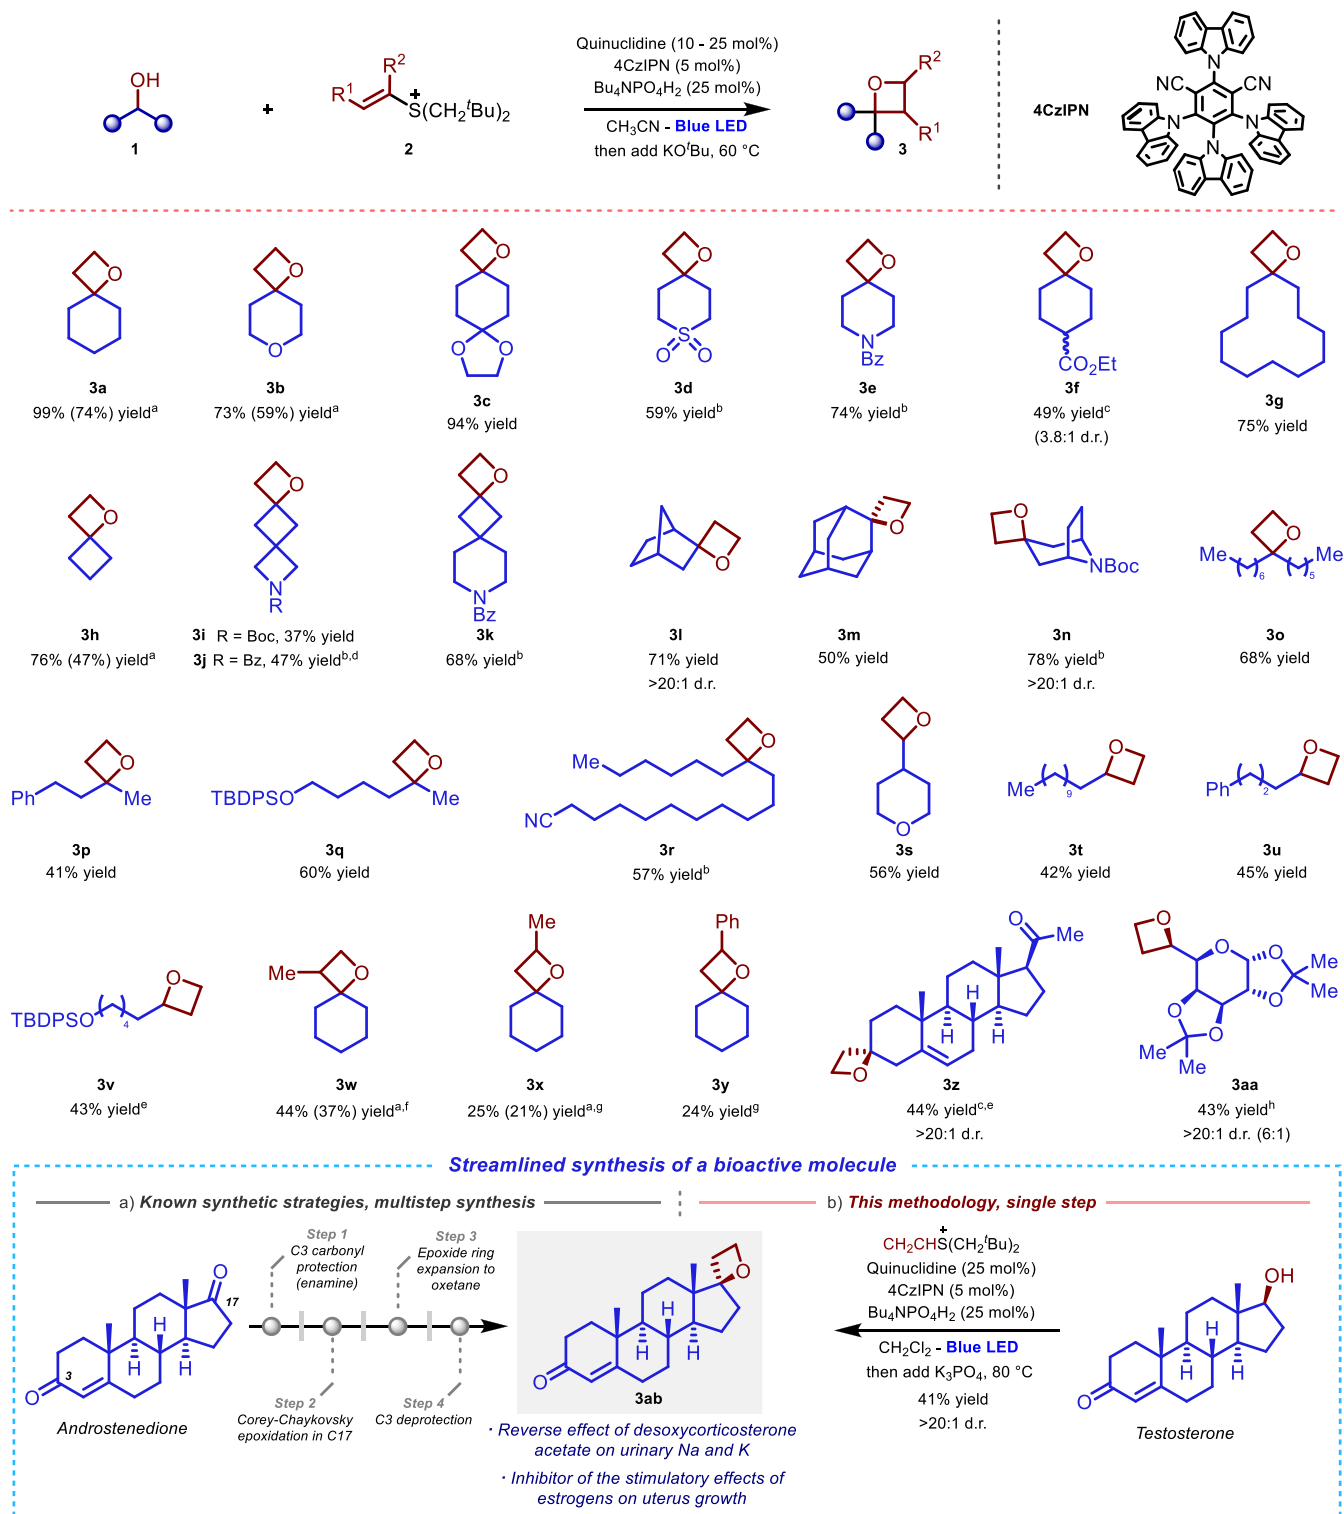 OH
1
+
R¹
R²
S(CH₂ᵗBu)₂
+
2
Quinuclidine (10 - 25 mol%)
4CzIPN (5 mol%)
Bu₄NPO₄H₂ (25 mol%)
CH₃CN - Blue LED
then add KOᵗBu, 60 °C
O
R²
R¹
3
4CzIPN
N
NC
CN
N
N
N
O
O
O
O
O
O
O
O
O
O
S
O
O
N
Bz
CO₂Et
O
O
3a
99% (74%) yieldᵃ
3b
73% (59%) yieldᵃ
3c
94% yield
3d
59% yieldᵇ
3e
74% yieldᵇ
3f
49% yieldᶜ
(3.8:1 d.r.)
3g
75% yield
O
O
N
R
O
N
Bz
O
O
O
NBoc
O
Me
( )₆
( )₅
Me
3h
76% (47%) yieldᵃ
3i R = Boc, 37% yield
3j R = Bz, 47% yieldᵇ,ᵈ
3k
68% yieldᵇ
3l
71% yield
>20:1 d.r.
3m
50% yield
3n
78% yieldᵇ
>20:1 d.r.
3o
68% yield
Ph
O
Me
TBDPSO
O
Me
Me
O
NC
O
O
Me
( )₉
O
Ph
( )₂
O
3p
41% yield
3q
60% yield
3r
57% yieldᵇ
3s
56% yield
3t
42% yield
3u
45% yield
TBDPSO
( )₄
O
Me
O
Me
O
Ph
O
O
Me
H
H
H
O
O
O
O
O
O
O
Me
Me
Me
Me
3v
43% yieldᵉ
3w
44% (37%) yieldᵃ,ᶠ
3x
25% (21%) yieldᵃ,ᵍ
3y
24% yieldᵍ
3z
44% yieldᶜ,ᵉ
>20:1 d.r.
3aa
43% yieldʰ
>20:1 d.r. (6:1)
Streamlined synthesis of a bioactive molecule
a) Known synthetic strategies, multistep synthesis
O
17
H
H
H
3
O
Androstenedione
Step 1
C3 carbonyl
protection
(enamine)
Step 2
Corey-Chaykovsky
epoxidation in C17
Step 3
Epoxide ring
expansion to
oxetane
Step 4
C3 deprotection
O
H
H
H
O
3ab
· Reverse effect of desoxycorticosterone
acetate on urinary Na and K
· Inhibitor of the stimulatory effects of
estrogens on uterus growth
b) This methodology, single step
+
CH₂CHS(CH₂ᵗBu)₂
Quinuclidine (25 mol%)
4CzIPN (5 mol%)
Bu₄NPO₄H₂ (25 mol%)
CH₂Cl₂ - Blue LED
then add K₃PO₄, 80 °C
41% yield
>20:1 d.r.
OH
H
H
H
O
Testosterone